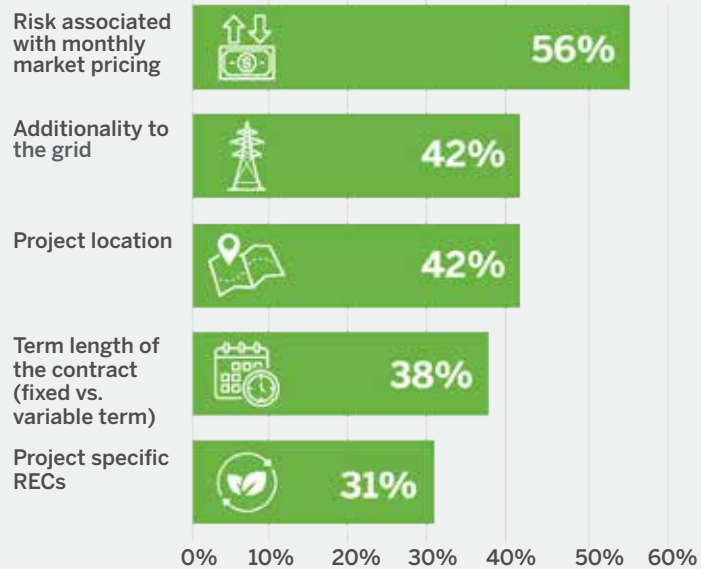 Risk associated
with monthly
market pricing
56%
Additionality to
the grid
42%
Project location
42%
Term length of
the contract
(fixed vs.
variable term)
38%
Project specific
RECs
31%
0% 10% 20% 30% 40% 50% 60%